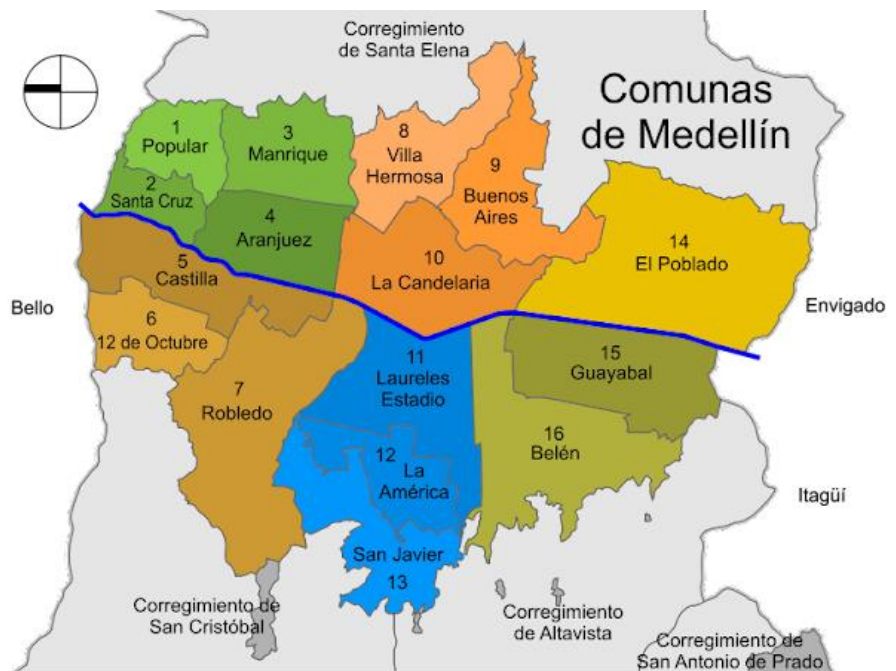 Corregimiento
de Santa Elena
Comunas
de Medellín
1
Popular
3
Manrique
8
Villa
Hermosa
9
Buenos
Aires
2
Santa Cruz
4
Aranjuez
14
El Poblado
10
La Candelaria
5
Castilla
Bello
Envigado
6
12 de Octubre
11
Laureles
Estadio
15
Guayabal
7
Robledo
16
Belén
12
La
América
Itagüí
San Javier
13
Corregimiento de
San Cristóbal
Corregimiento
de Altavista
Corregimiento de
San Antonio de Prado